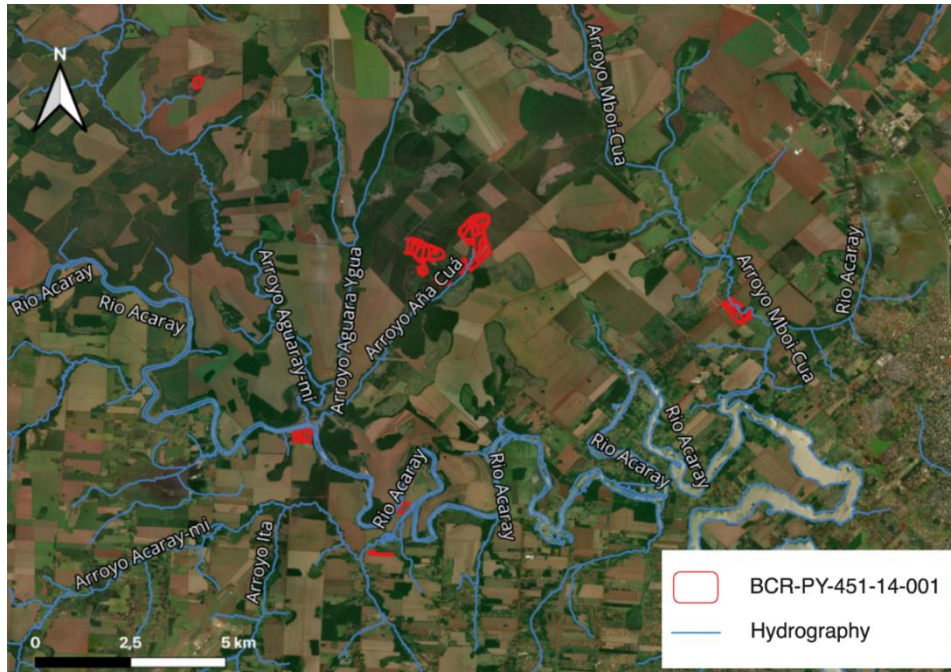 N
Arroyo Mboi-Cua
Rio Acaray
Rio Acaray
Arroyo Aguaray-mi
Arroyo Aguara Ygua
Arroyo Aña Cuá
Arroyo Mboi-Cua
Rio Acaray
Rio Acaray
Rio Acaray
Rio Acaray
Rio Acaray
Arroyo Acaray-mi
Arroyo Ita
0 2,5 5 km
BCR-PY-451-14-001
Hydrography